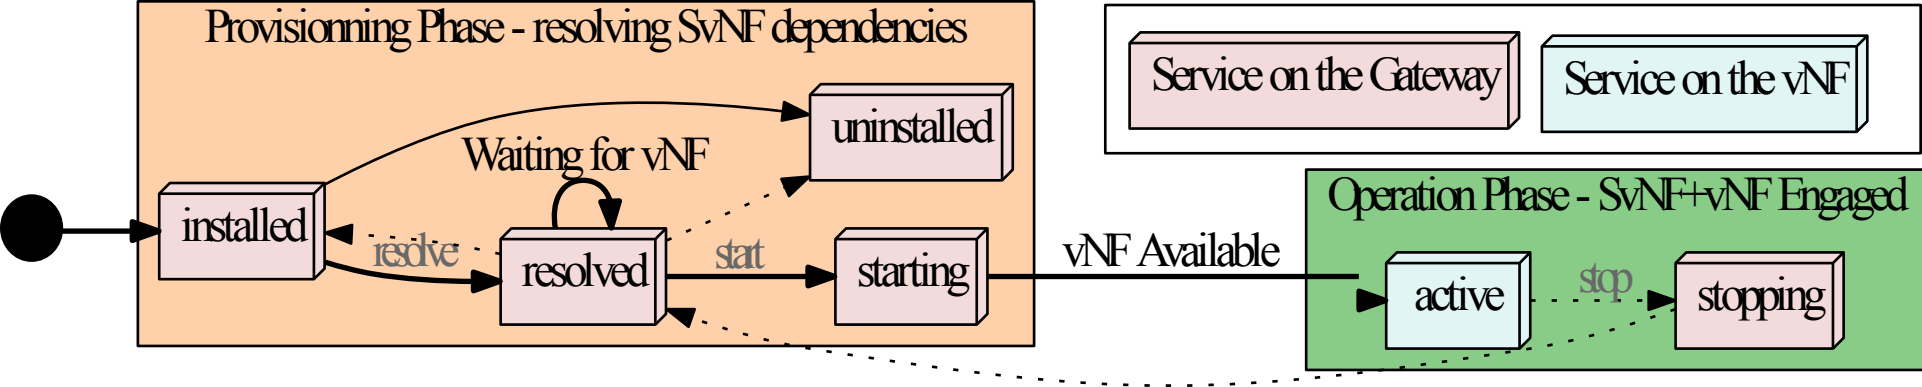 Provisionning Phase - resolving SvNF dependencies
Service on the Gateway
Service on the vNF
uninstalled
Waiting for vNF
Operation Phase - SvNF+vNF Engaged
installed
resolve
resolved
start
starting
vNF Available
active
stop
stopping